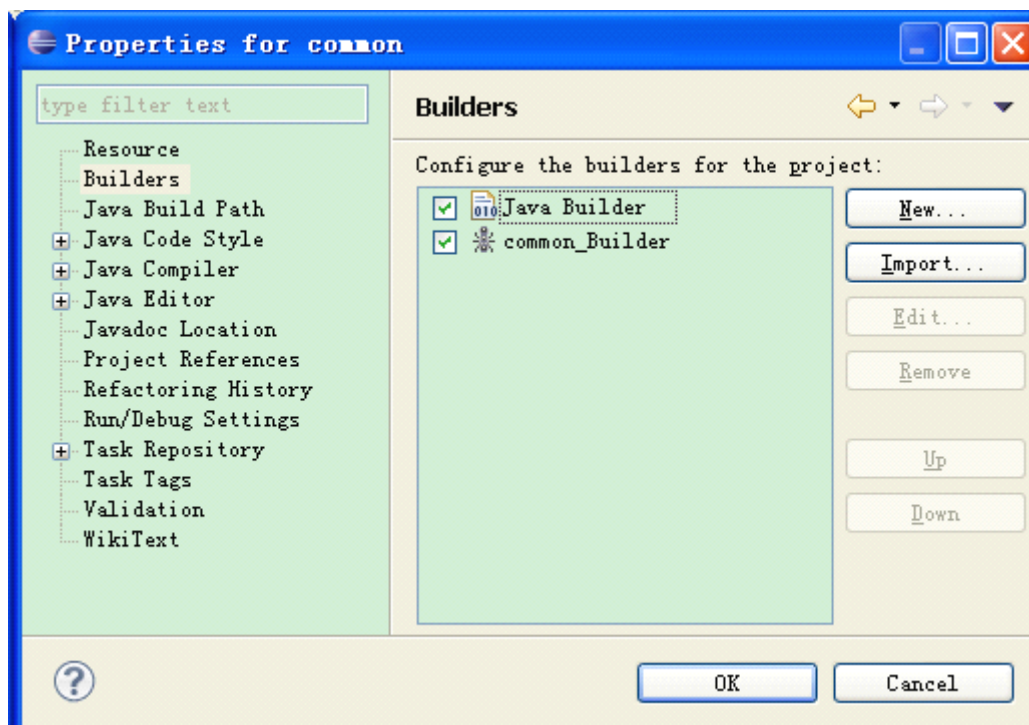 Properties for common
type filter text
Resource
Builders
Java Build Path
Java Code Style
Java Compiler
Java Editor
Javadoc Location
Project References
Refactoring History
Run/Debug Settings
Task Repository
Task Tags
Validation
WikiText
Builders
Configure the builders for the project:
010 Java Builder
common_Builder
New...
Import...
Edit...
Remove
Up
Down
?
OK
Cancel